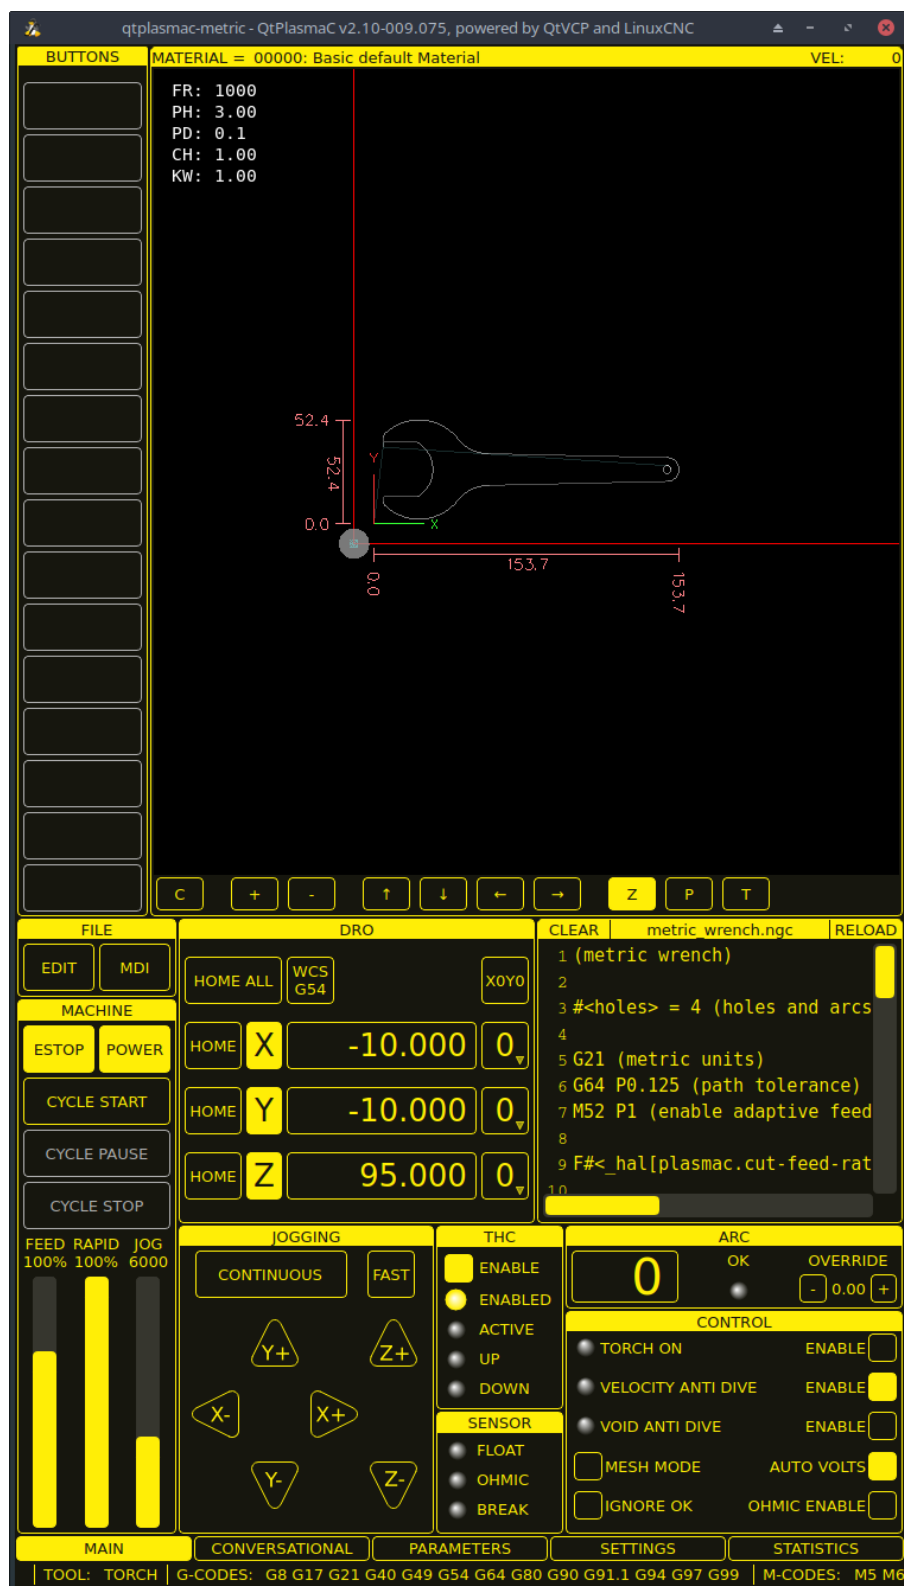 qtplasmac-metric - QtPlasmaC v2.10-009.075, powered by QtVCP and LinuxCNC
BUTTONS
MATERIAL = 00000: Basic default Material VEL: 0
FR: 1000
PH: 3.00
PD: 0.1
CH: 1.00
KW: 1.00
52.4
52.4
Y
0.0
X
153.7
0.0
153.7
C + - ↑ ↓ ← → Z P T
FILE
EDIT MDI
MACHINE
ESTOP POWER
CYCLE START
CYCLE PAUSE
CYCLE STOP
FEED RAPID JOG
100% 100% 6000
DRO
HOME ALL WCS G54 X0Y0
HOME X -10.000 0
HOME Y -10.000 0
HOME Z 95.000 0
CLEAR metric_wrench.ngc RELOAD
1 (metric wrench)
2
3 #<holes> = 4 (holes and arcs
4
5 G21 (metric units)
6 G64 P0.125 (path tolerance)
7 M52 P1 (enable adaptive feed
8
9 F#<_hal[plasmac.cut-feed-rat
10
JOGGING
CONTINUOUS FAST
Y+ Z+
X- X+
Y- Z-
THC
ENABLE
ENABLED
ACTIVE
UP
DOWN
SENSOR
FLOAT
OHMIC
BREAK
ARC
0 OK OVERRIDE
- 0.00 +
CONTROL
TORCH ON ENABLE
VELOCITY ANTI DIVE ENABLE
VOID ANTI DIVE ENABLE
MESH MODE AUTO VOLTS
IGNORE OK OHMIC ENABLE
MAIN CONVERSATIONAL PARAMETERS SETTINGS STATISTICS
TOOL: TORCH G-CODES: G8 G17 G21 G40 G49 G54 G64 G80 G90 G91.1 G94 G97 G99 M-CODES: M5 M6